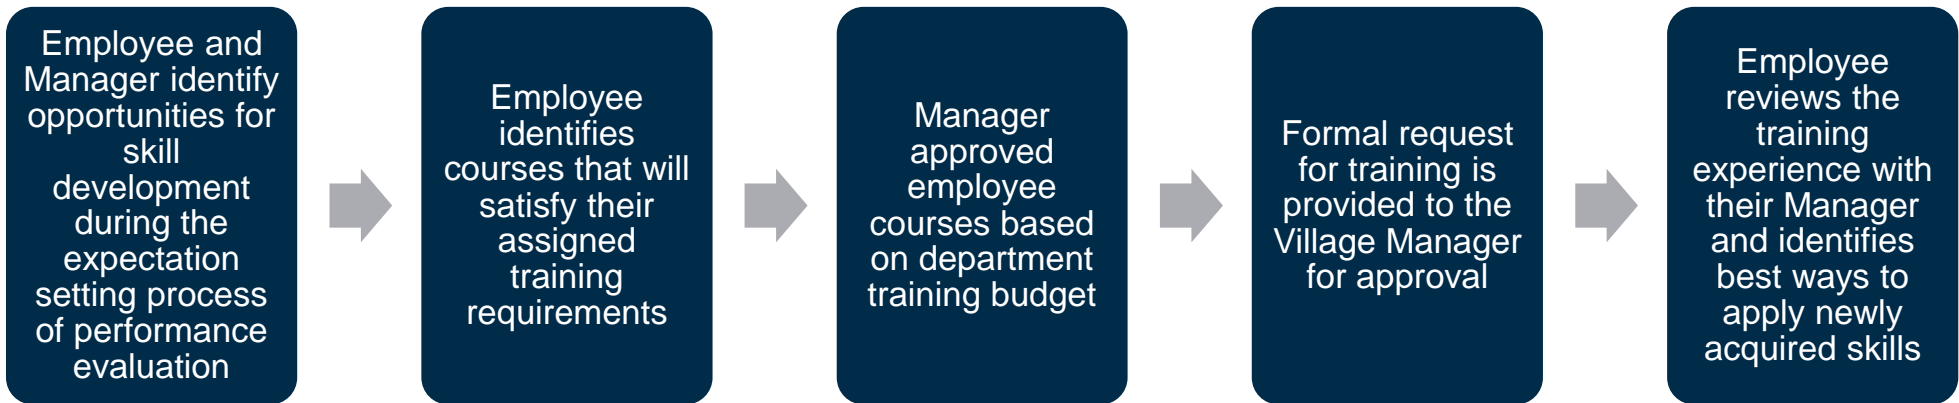 Employee and
Manager identify
opportunities for
skill
development
during the
expectation
setting process
of performance
evaluation
Employee
identifies
courses that will
satisfy their
assigned
training
requirements
Manager
approved
employee
courses based
on department
training budget
Formal request
for training is
provided to the
Village Manager
for approval
Employee
reviews the
training
experience with
their Manager
and identifies
best ways to
apply newly
acquired skills